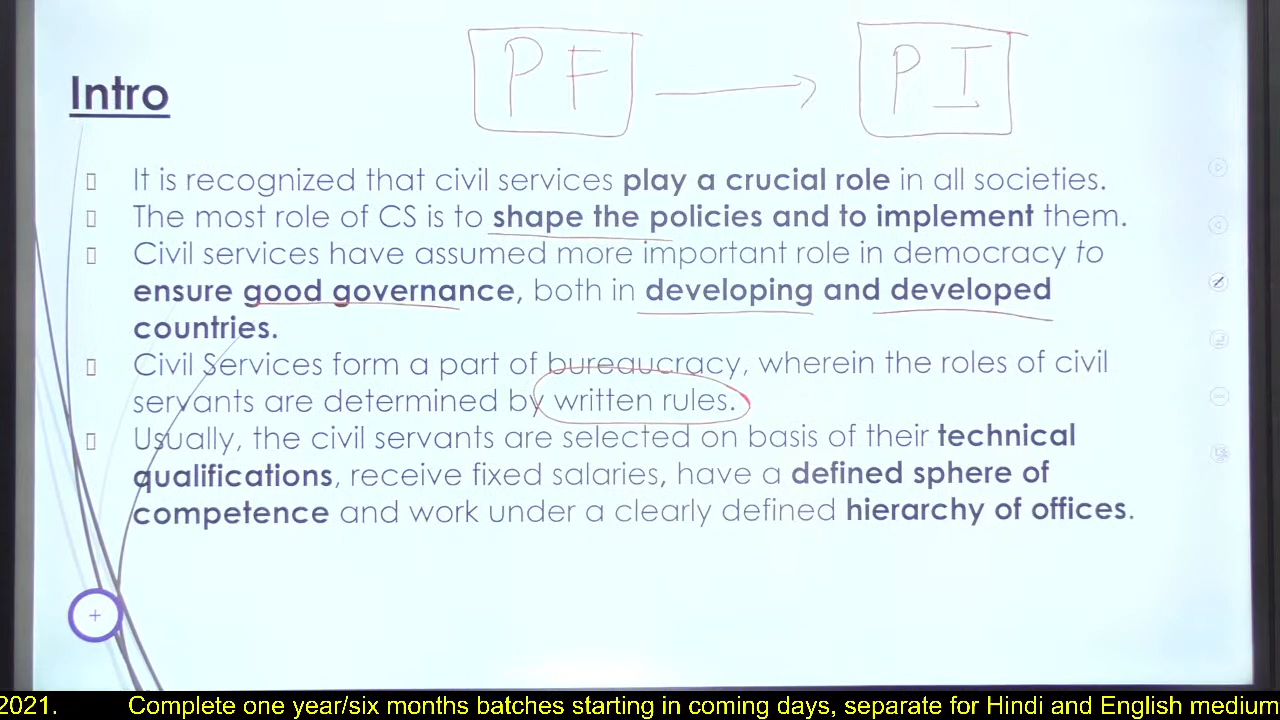 PF → PI
Intro
It is recognized that civil services play a crucial role in all societies.
The most role of CS is to shape the policies and to implement them.
Civil services have assumed more important role in democracy to
ensure good governance, both in developing and developed
countries.
Civil Services form a part of bureaucracy, wherein the roles of civil
servants are determined by written rules.
Usually, the civil servants are selected on basis of their technical
qualifications, receive fixed salaries, have a defined sphere of
competence and work under a clearly defined hierarchy of offices.
2021. Complete one year/six months batches starting in coming days, separate for Hindi and English medium